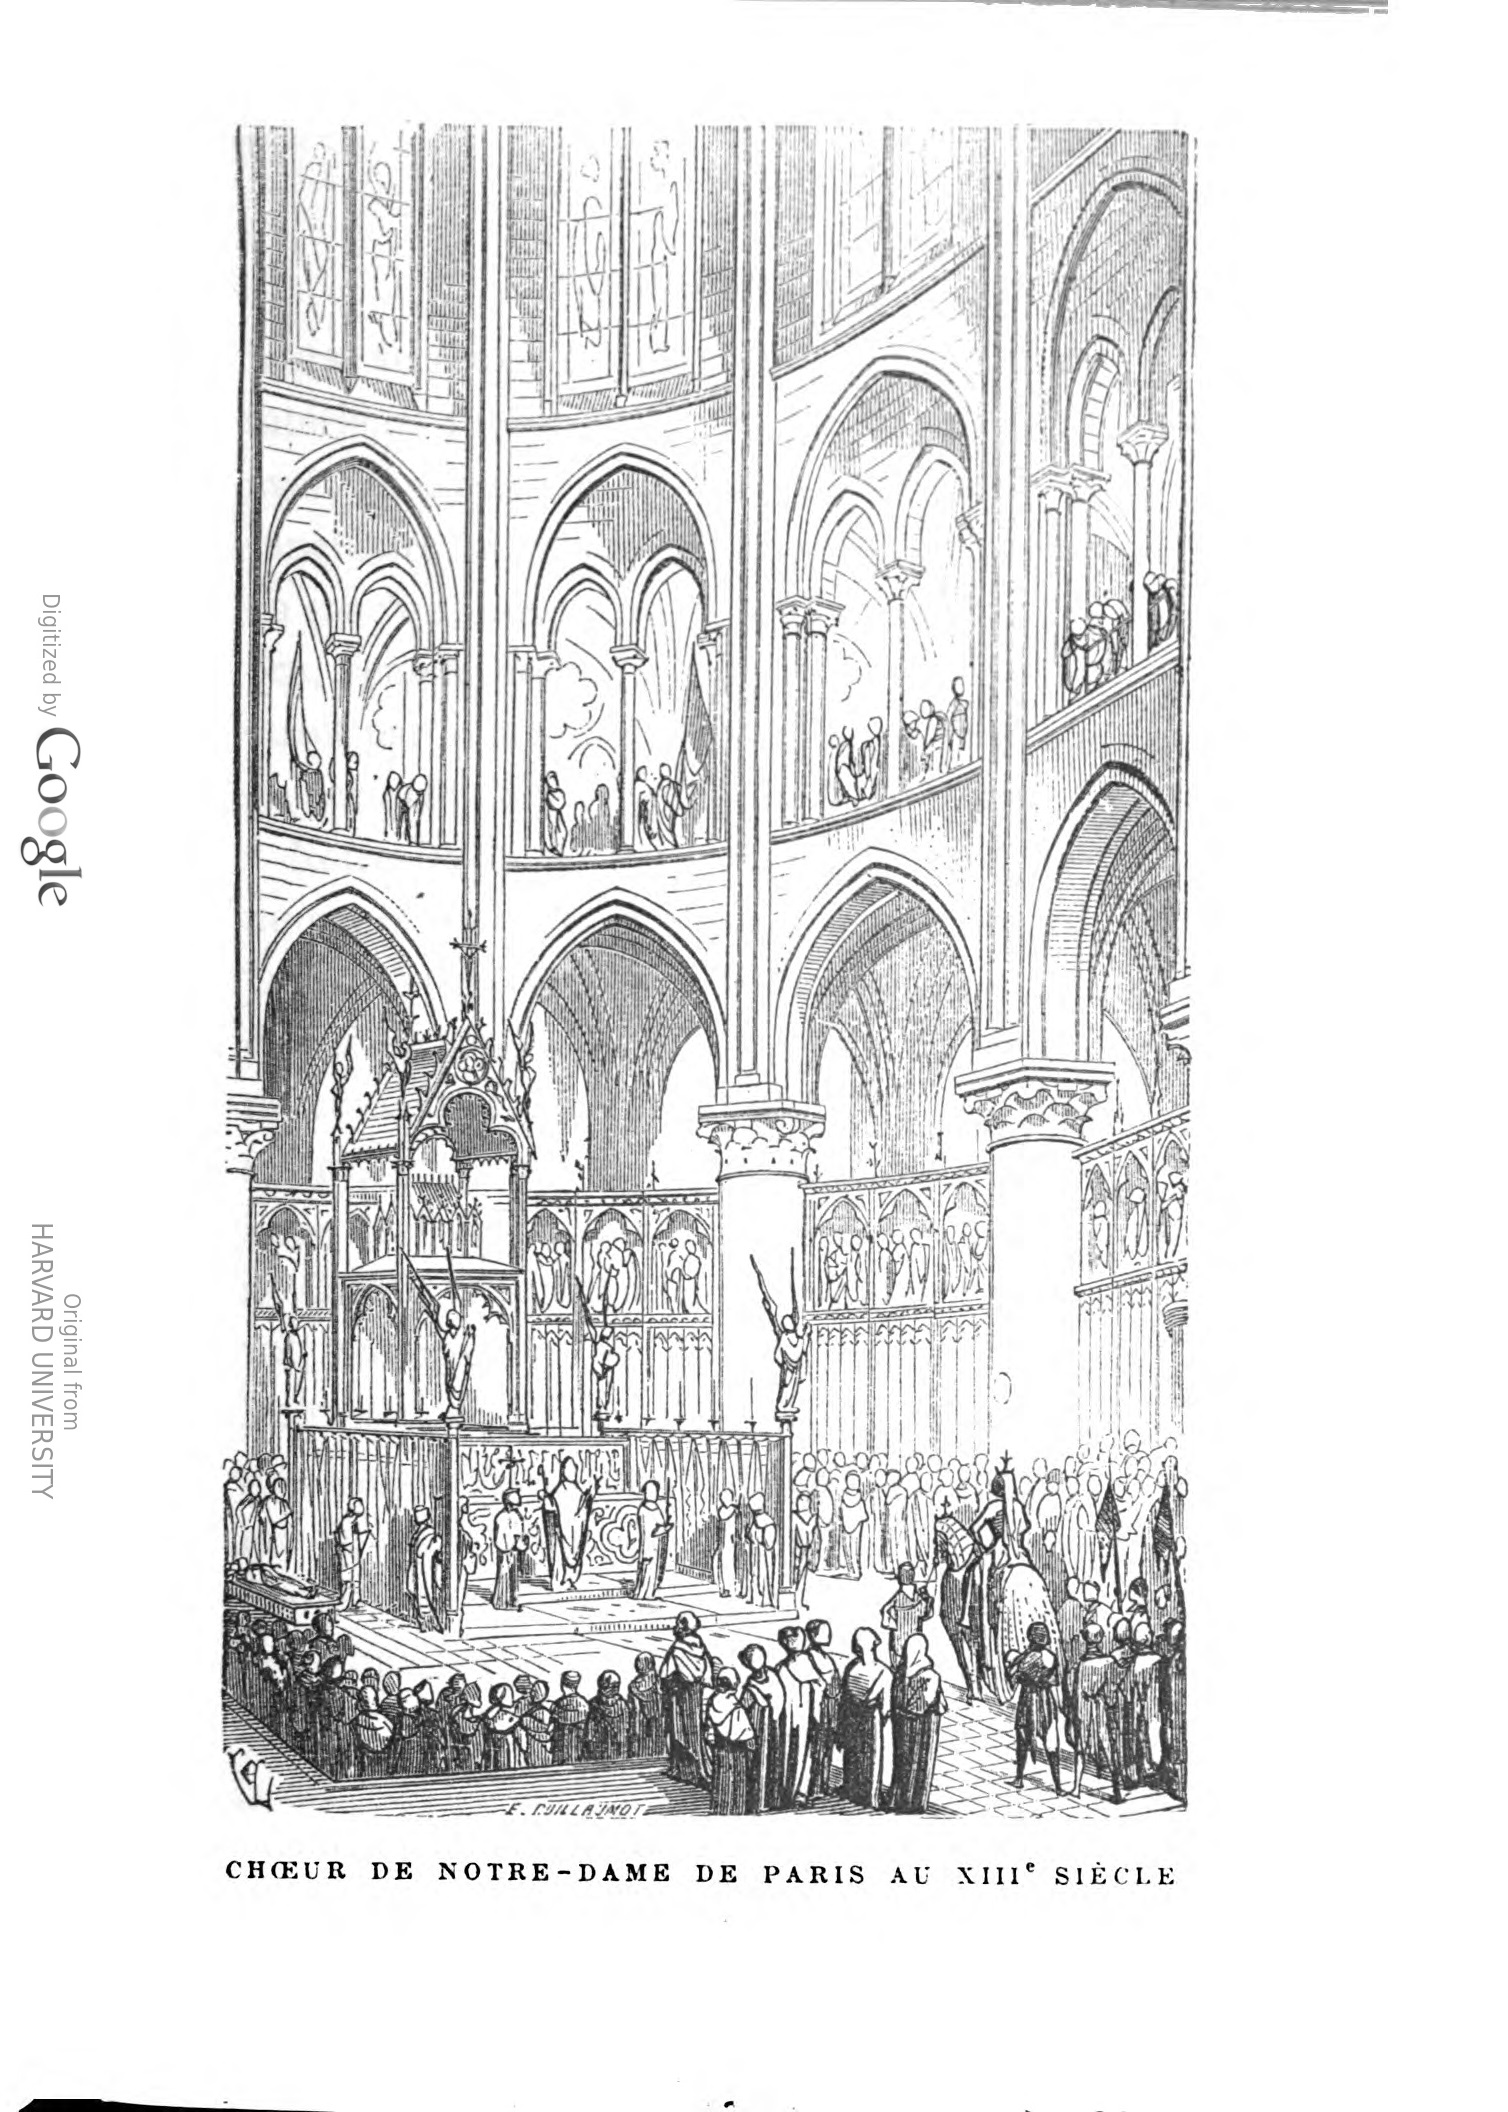 E. GUILLAUMOT
CHŒUR DE NOTRE-DAME DE PARIS AU XIIIe SIÈCLE
Digitized by Google
Original from
HARVARD UNIVERSITY